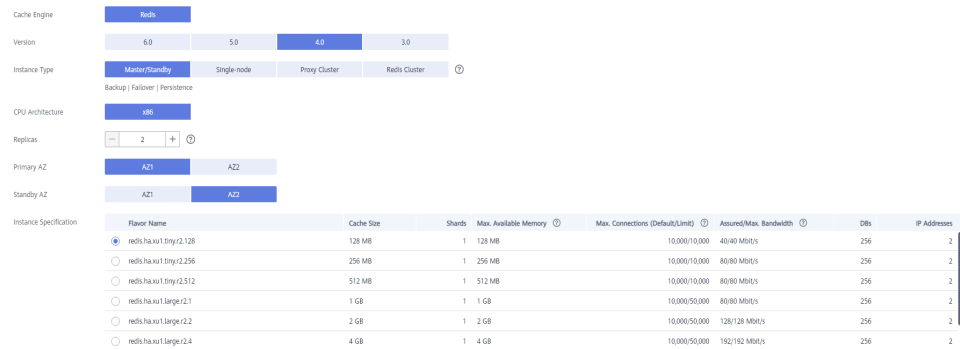 Cache Engine Redis
Version 6.0 5.0 4.0 3.0
Instance Type Master/Standby Single-node Proxy Cluster Redis Cluster ?
Backup | Failover | Persistence
CPU Architecture x86
Replicas — 2 + ?
Primary AZ AZ1 AZ2
Standby AZ AZ1 AZ2
Instance Specification Flavor Name Cache Size Shards Max. Available Memory ? Max. Connections (Default/Limit) ? Assured/Max. Bandwidth ? DBs IP Addresses
redis.ha.xu1.tiny.r2.128 128 MB 1 128 MB 10,000/10,000 40/40 Mbit/s 256 2
redis.ha.xu1.tiny.r2.256 256 MB 1 256 MB 10,000/10,000 80/80 Mbit/s 256 2
redis.ha.xu1.tiny.r2.512 512 MB 1 512 MB 10,000/10,000 80/80 Mbit/s 256 2
redis.ha.xu1.large.r2.1 1 GB 1 1 GB 10,000/50,000 80/80 Mbit/s 256 2
redis.ha.xu1.large.r2.2 2 GB 1 2 GB 10,000/50,000 128/128 Mbit/s 256 2
redis.ha.xu1.large.r2.4 4 GB 1 4 GB 10,000/50,000 192/192 Mbit/s 256 2